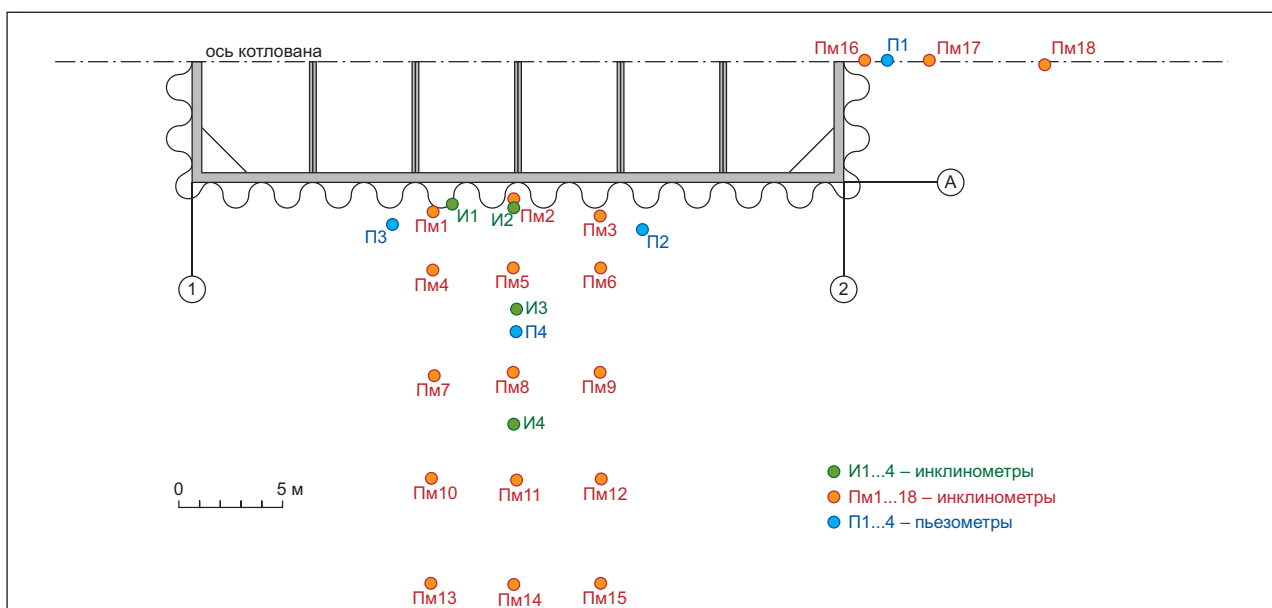 ось котлована
Пм16
П1
Пм17
Пм18
А
П3
Пм1
И1
И2
Пм2
Пм3
П2
1
Пм4
Пм5
Пм6
2
И3
П4
Пм7
Пм8
Пм9
И4
0
5 м
Пм10
Пм11
Пм12
И1...4 – инклинометры
Пм1...18 – инклинометры
П1...4 – пьезометры
Пм13
Пм14
Пм15